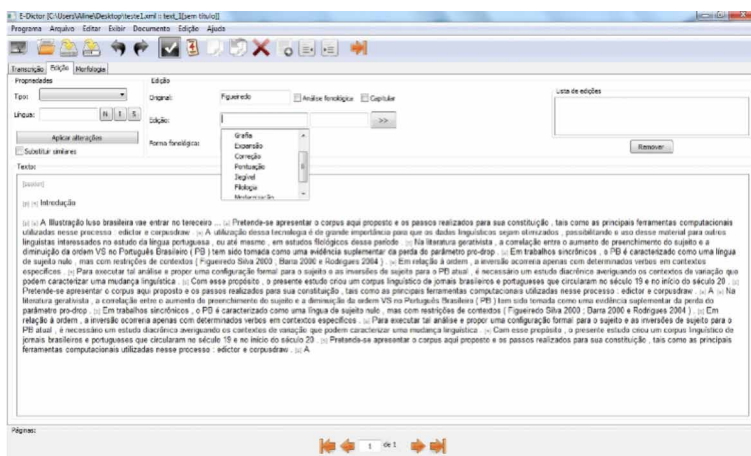 E-Dictor [C:\Users\Aline\Desktop\teste1.xml :: text_1[sem título]]
Programa Arquivo Editar Exibir Documento Edição Ajuda
Transcrição Edição Morfologia
Propriedades Edição
Tipo: Original: Figueiredo Análise fonológica Capitular Lista de edições
Língua: N I S Edição: >>
Aplicar alterações Forma fonológica: Remover
Substituir similares
Grafia
Expansão
Correção
Pontuação
Ilegível
Filologia
Modernização
Texto:
Introdução
A Illustração luso brasileira vae entrar no terceiro ... Pretende-se apresentar o corpus aqui proposto e os passos realizados para sua constituição , tais como as principais ferramentas computacionais
utilizadas nesse processo : edictor e corpusdraw . A utilização dessa tecnologia é de grande importância para que os dados linguísticos sejam otimizados , possibilitando o uso desse material para outros
linguistas interessados no estudo da língua portuguesa , ou até mesmo , em estudos filológicos desse período . Na literatura gerativista , a correlação entre o aumento de preenchimento do sujeito e a
diminuição da ordem VS no Português Brasileiro ( PB ) tem sido tomada como uma evidência suplementar da perda do parâmetro pro-drop . Em trabalhos sincrônicos , o PB é caracterizado como uma língua
de sujeito nulo , mas com restrições de contextos ( Figueiredo Silva 2000 ; Barra 2000 e Rodrigues 2004 ) . Em relação à ordem , a inversão ocorreria apenas com determinados verbos em contextos
específicos . Para executar tal análise e propor uma configuração formal para o sujeito e as inversões de sujeito para o PB atual , é necessário um estudo diacrônico averiguando os contextos de variação que
podem caracterizar uma mudança linguística . Com esse propósito , o presente estudo criou um corpus linguístico de jornais brasileiros e portugueses que circularam no século 19 e no início do século 20 .
Pretende-se apresentar o corpus aqui proposto e os passos realizados para sua constituição , tais como as principais ferramentas computacionais utilizadas nesse processo : edictor e corpusdraw . A Na
literatura gerativista , a correlação entre o aumento do preenchimento do sujeito e a diminuição da ordem VS no Português Brasileiro ( PB ) tem sido tomada como uma evidência suplementar da perda do
parâmetro pro-drop . Em trabalhos sincrônicos , o PB é caracterizado como uma língua de sujeito nulo , mas com restrições de contextos ( Figueiredo Silva 2000 ; Barra 2000 e Rodrigues 2004 ) . Em
relação à ordem , a inversão ocorreria apenas com determinados verbos em contextos específicos . Para executar tal análise e propor uma configuração formal para o sujeito e as inversões de sujeito para o
PB atual , é necessário um estudo diacrônico averiguando os contextos de variação que podem caracterizar uma mudança linguística . Com esse propósito , o presente estudo criou um corpus linguístico de
jornais brasileiros e portugueses que circularam no século 19 e no início do século 20 . Pretende-se apresentar o corpus aqui proposto e os passos realizados para sua constituição , tais como as principais
ferramentas computacionais utilizadas nesse processo : edictor e corpusdraw . A
Páginas:
1 de 1